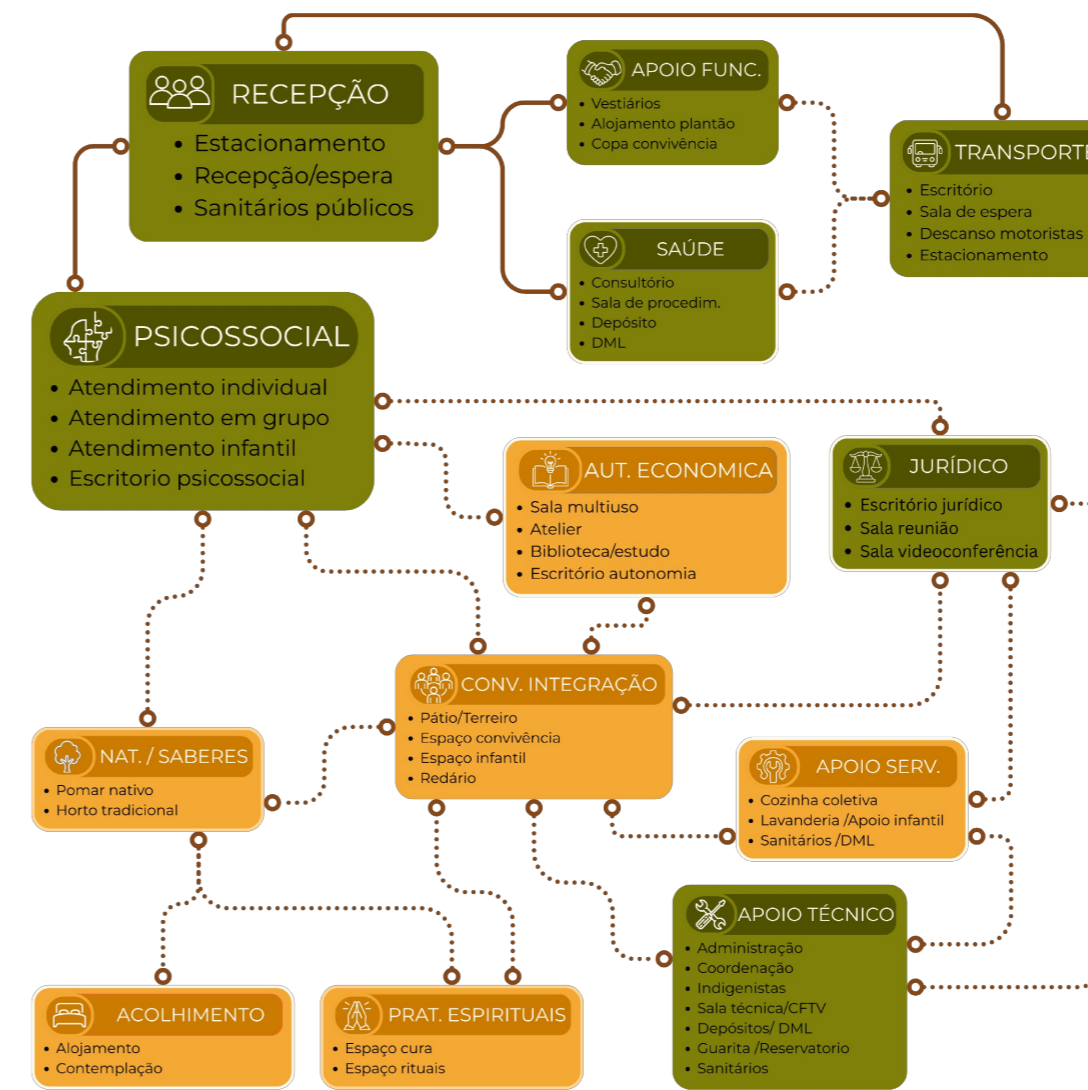 RECEPÇÃO
• Estacionamento
• Recepção/espera
• Sanitários públicos
APOIO FUNC.
• Vestiários
• Alojamento plantão
• Copa convivência
TRANSPORTE
• Escritório
• Sala de espera
• Descanso motoristas
• Estacionamento
SAÚDE
• Consultório
• Sala de procedim.
• Depósito
• DML
PSICOSSOCIAL
• Atendimento individual
• Atendimento em grupo
• Atendimento infantil
• Escritorio psicossocial
AUT. ECONOMICA
• Sala multiuso
• Atelier
• Biblioteca/estudo
• Escritório autonomia
JURÍDICO
• Escritório jurídico
• Sala reunião
• Sala videoconferência
CONV. INTEGRAÇÃO
• Pátio/Terreiro
• Espaço convivência
• Espaço infantil
• Redário
NAT. / SABERES
• Pomar nativo
• Horto tradicional
APOIO SERV.
• Cozinha coletiva
• Lavanderia /Apoio infantil
• Sanitários /DML
APOIO TÉCNICO
• Administração
• Coordenação
• Indigenistas
• Sala técnica/CFTV
• Depósitos/ DML
• Guarita /Reservatorio
• Sanitários
ACOLHIMENTO
• Alojamento
• Contemplação
PRAT. ESPIRITUAIS
• Espaço cura
• Espaço rituais